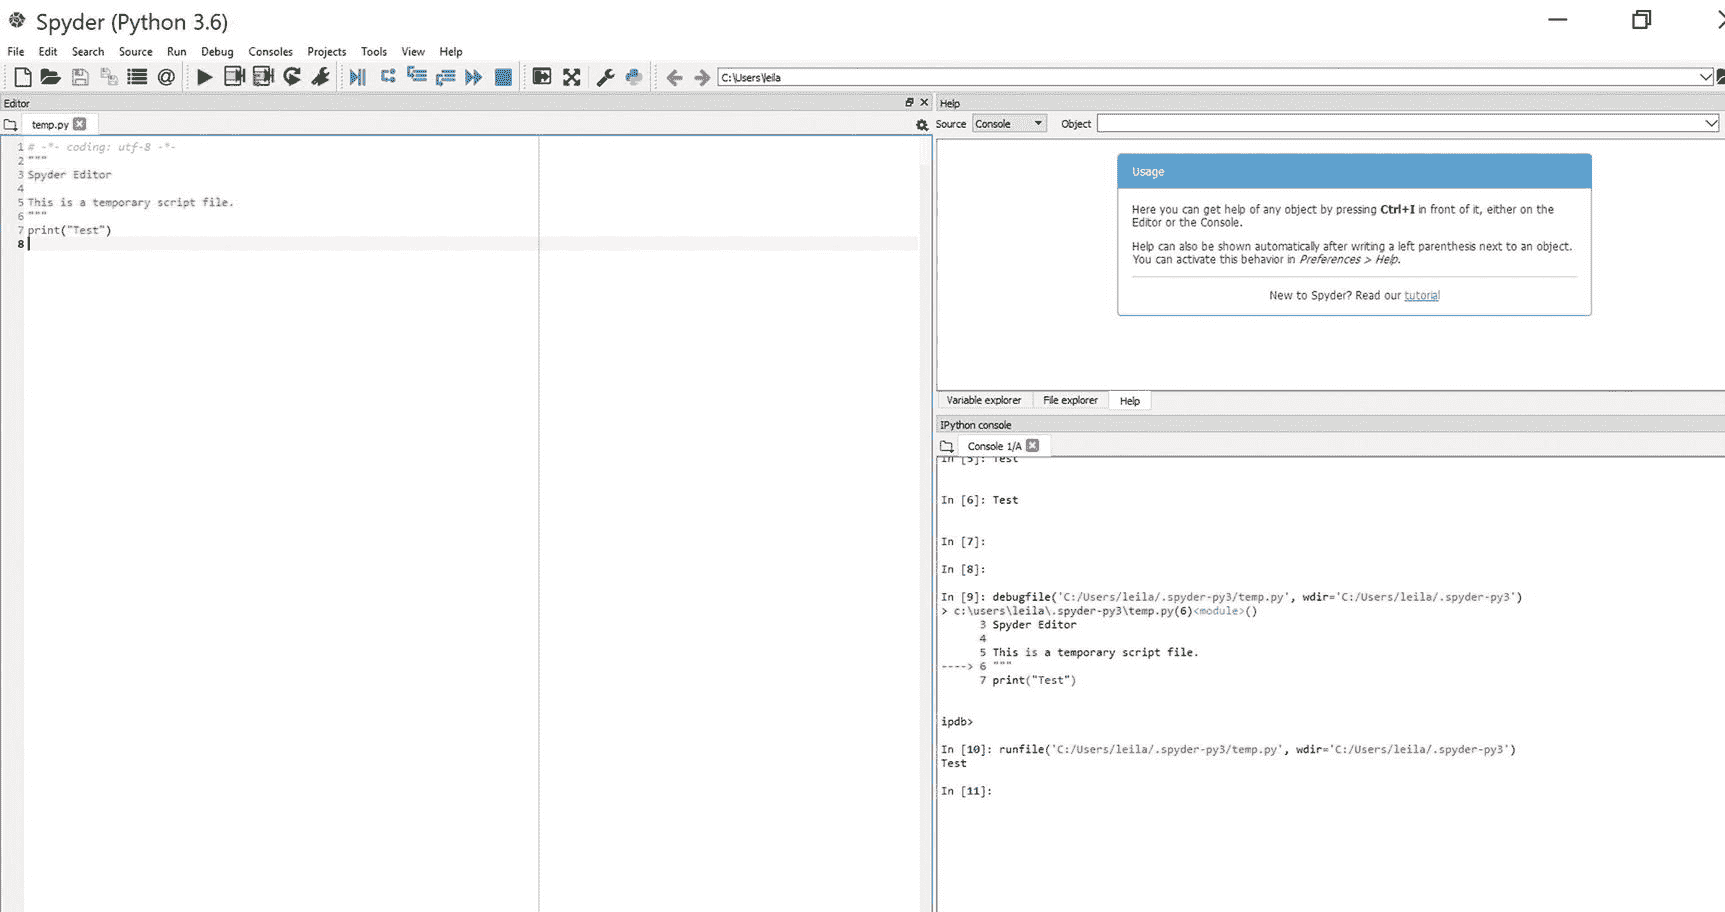 Spyder (Python 3.6)
File Edit Search Source Run Debug Consoles Projects Tools View Help
C:\Users\leila
Editor
temp.py
1 # -*- coding: utf-8 -*-
2 """
3 Spyder Editor
4
5 This is a temporary script file.
6 """
7 print("Test")
8
Help
Source Console Object
Usage
Here you can get help of any object by pressing Ctrl+I in front of it, either on the
Editor or the Console.
Help can also be shown automatically after writing a left parenthesis next to an object.
You can activate this behavior in Preferences > Help.
New to Spyder? Read our tutorial
Variable explorer File explorer Help
IPython console
Console 1/A
In [5]: Test
In [6]: Test
In [7]:
In [8]:
In [9]: debugfile('C:/Users/leila/.spyder-py3/temp.py', wdir='C:/Users/leila/.spyder-py3')
> c:\users\leila\.spyder-py3\temp.py(6)<module>()
3 Spyder Editor
4
5 This is a temporary script file.
----> 6 """
7 print("Test")
ipdb>
In [10]: runfile('C:/Users/leila/.spyder-py3/temp.py', wdir='C:/Users/leila/.spyder-py3')
Test
In [11]: